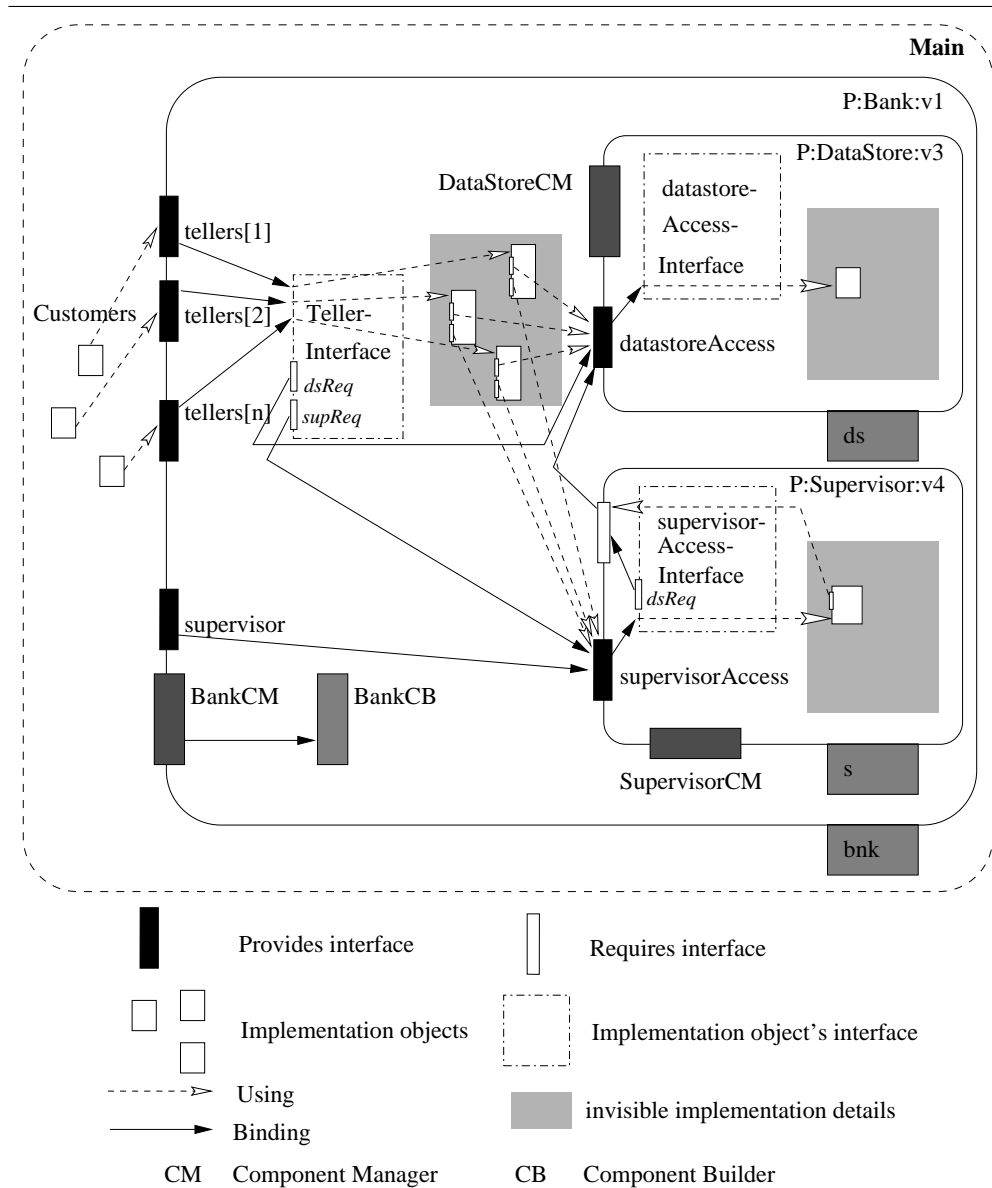 Main
P:Bank:v1
P:DataStore:v3
DataStoreCM
datastore-
Access-
Interface
tellers[1]
Customers
tellers[2]
Teller-
Interface
datastoreAccess
dsReq
tellers[n]
supReq
ds
P:Supervisor:v4
supervisor-
Access-
Interface
dsReq
supervisor
supervisorAccess
BankCM
BankCB
s
SupervisorCM
bnk
Provides interface
Requires interface
Implementation objects
Implementation object's interface
Using
invisible implementation details
Binding
CM Component Manager
CB Component Builder